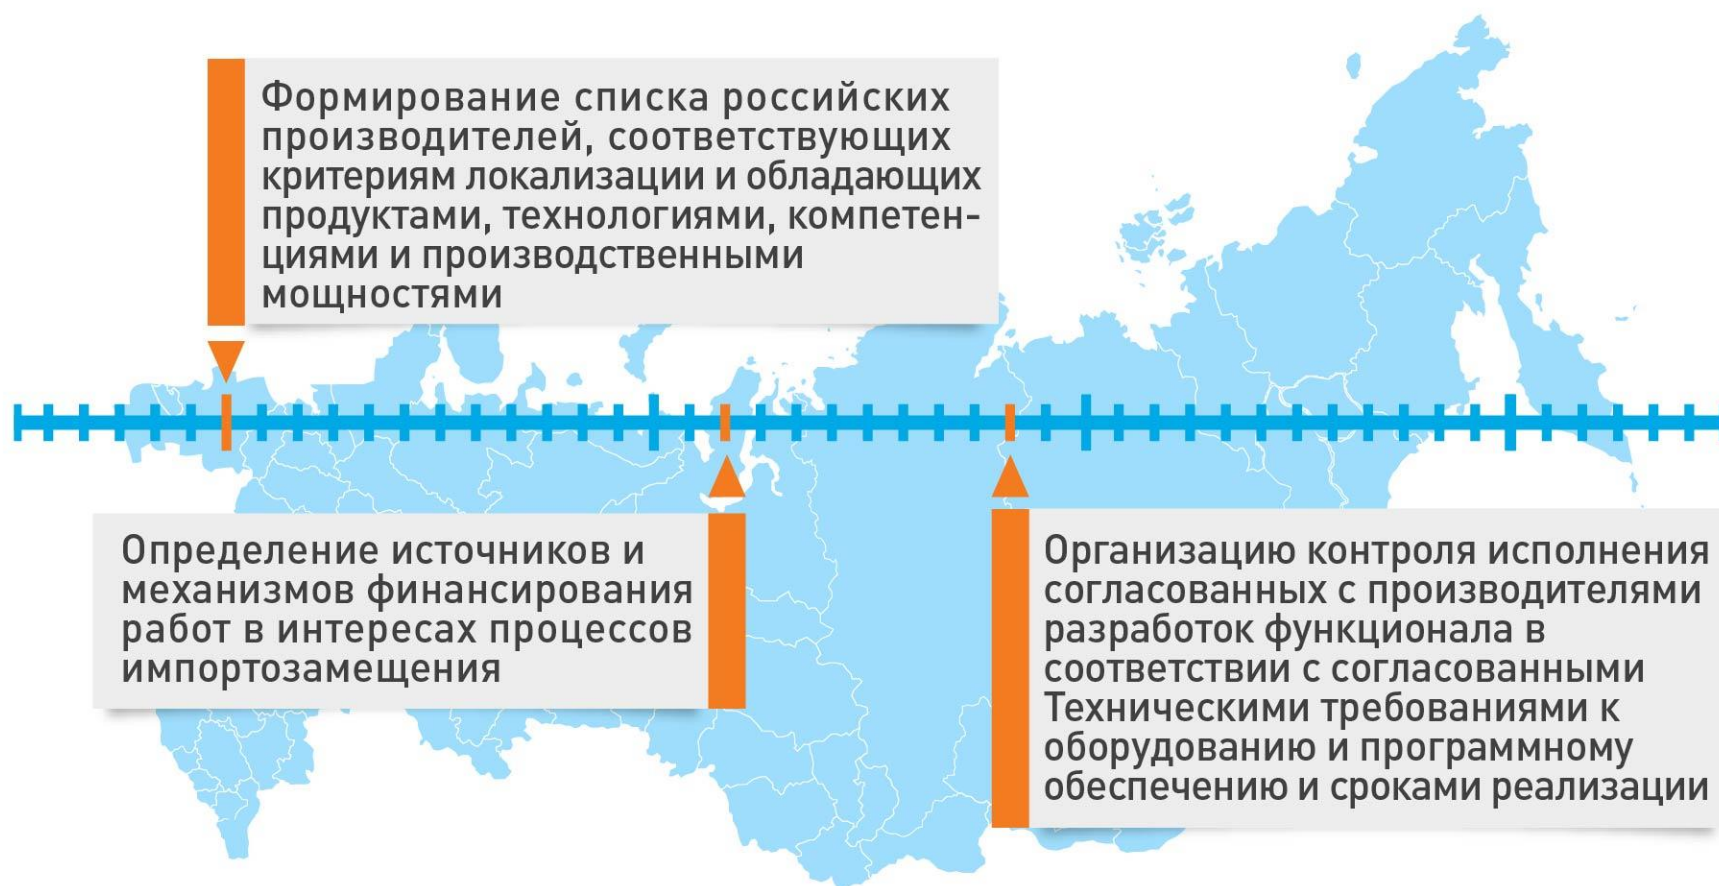 Формирование списка российских
производителей, соответствующих
критериям локализации и обладающих
продуктами, технологиями, компетен-
циями и производственными
мощностями
Определение источников и
механизмов финансирования
работ в интересах процессов
импортозамещения
Организацию контроля исполнения
согласованных с производителями
разработок функционала в
соответствии с согласованными
Техническими требованиями к
оборудованию и программному
обеспечению и сроками реализации